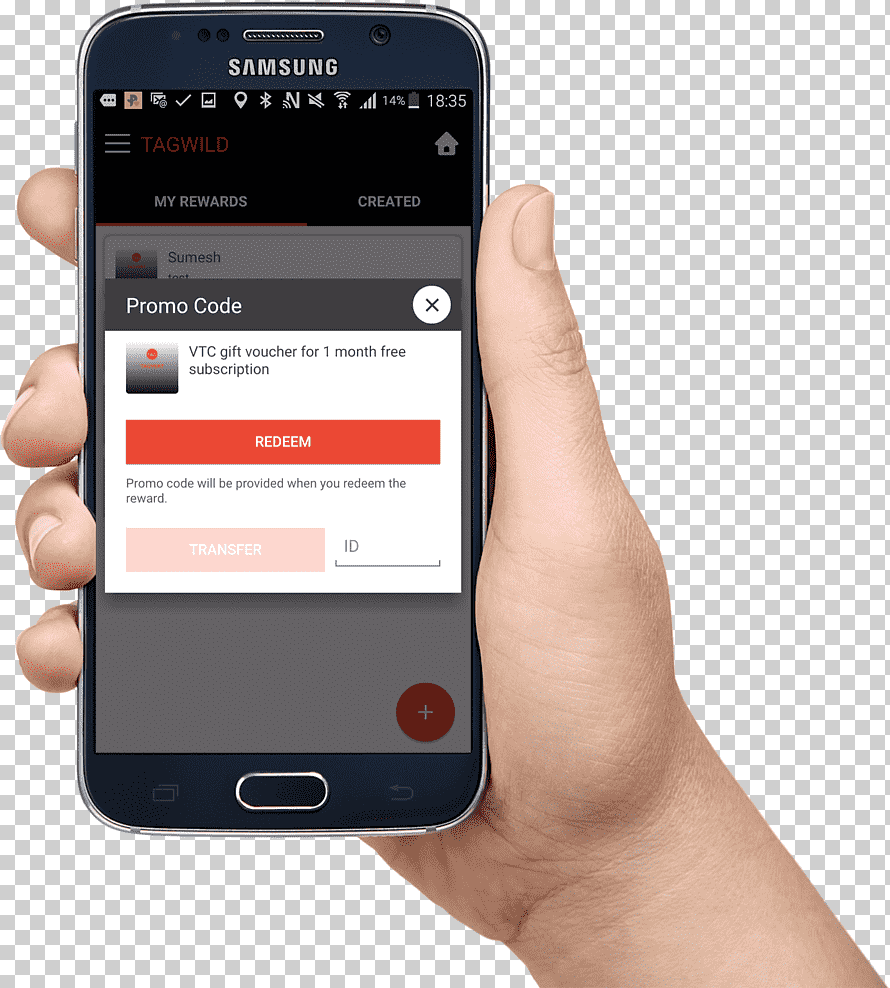 SAMSUNG
14% 18:35
TAGWILD
MY REWARDS CREATED
Sumesh
test
Promo Code
VTC gift voucher for 1 month free
subscription
REDEEM
Promo code will be provided when you redeem the
reward.
TRANSFER ID